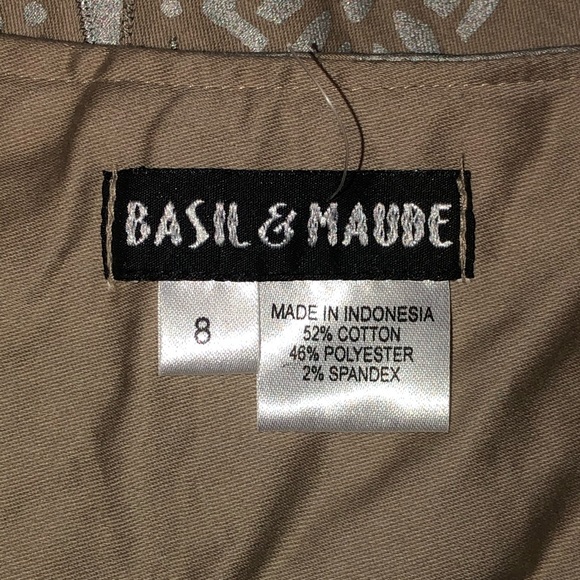 BASIL & MAUDE
8
MADE IN INDONESIA
52% COTTON
46% POLYESTER
2% SPANDEX